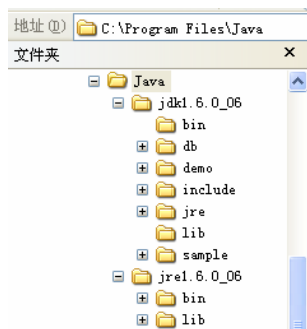 地址(D) C:\Program Files\Java
文件夹 ×
Java
jdk1.6.0_06
bin
db
demo
include
jre
lib
sample
jre1.6.0_06
bin
lib